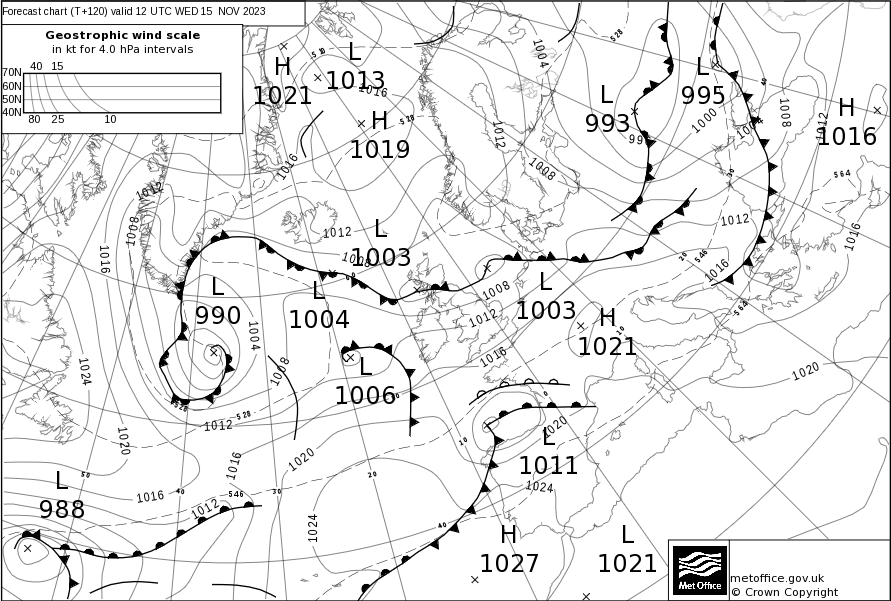 Forecast chart (T+120) valid 12 UTC WED 15 NOV 2023
Geostrophic wind scale
in kt for 4.0 hPa intervals
40 15
70N
60N
50N
40N
80 25 10
H
1021
L
1013
H
1019
L
993
L
995
H
1016
L
1003
L
990
L
1004
L
1003
H
1021
L
1006
L
1011
L
988
H
1027
L
1021
510
1016
528
1016
1012
1008
1016
1012
1008
1004
1012
1008
528
1000
1004
40
1008
1012
564
1012
1016
1016
546
20
564
1008
1012
1016
10
1020
1004
1008
1024
1012
528
528
1020
1016
1020
1016
1012
546
50
40
30
20
10
0
1024
40
1020
1024
Met Office
metoffice.gov.uk
© Crown Copyright